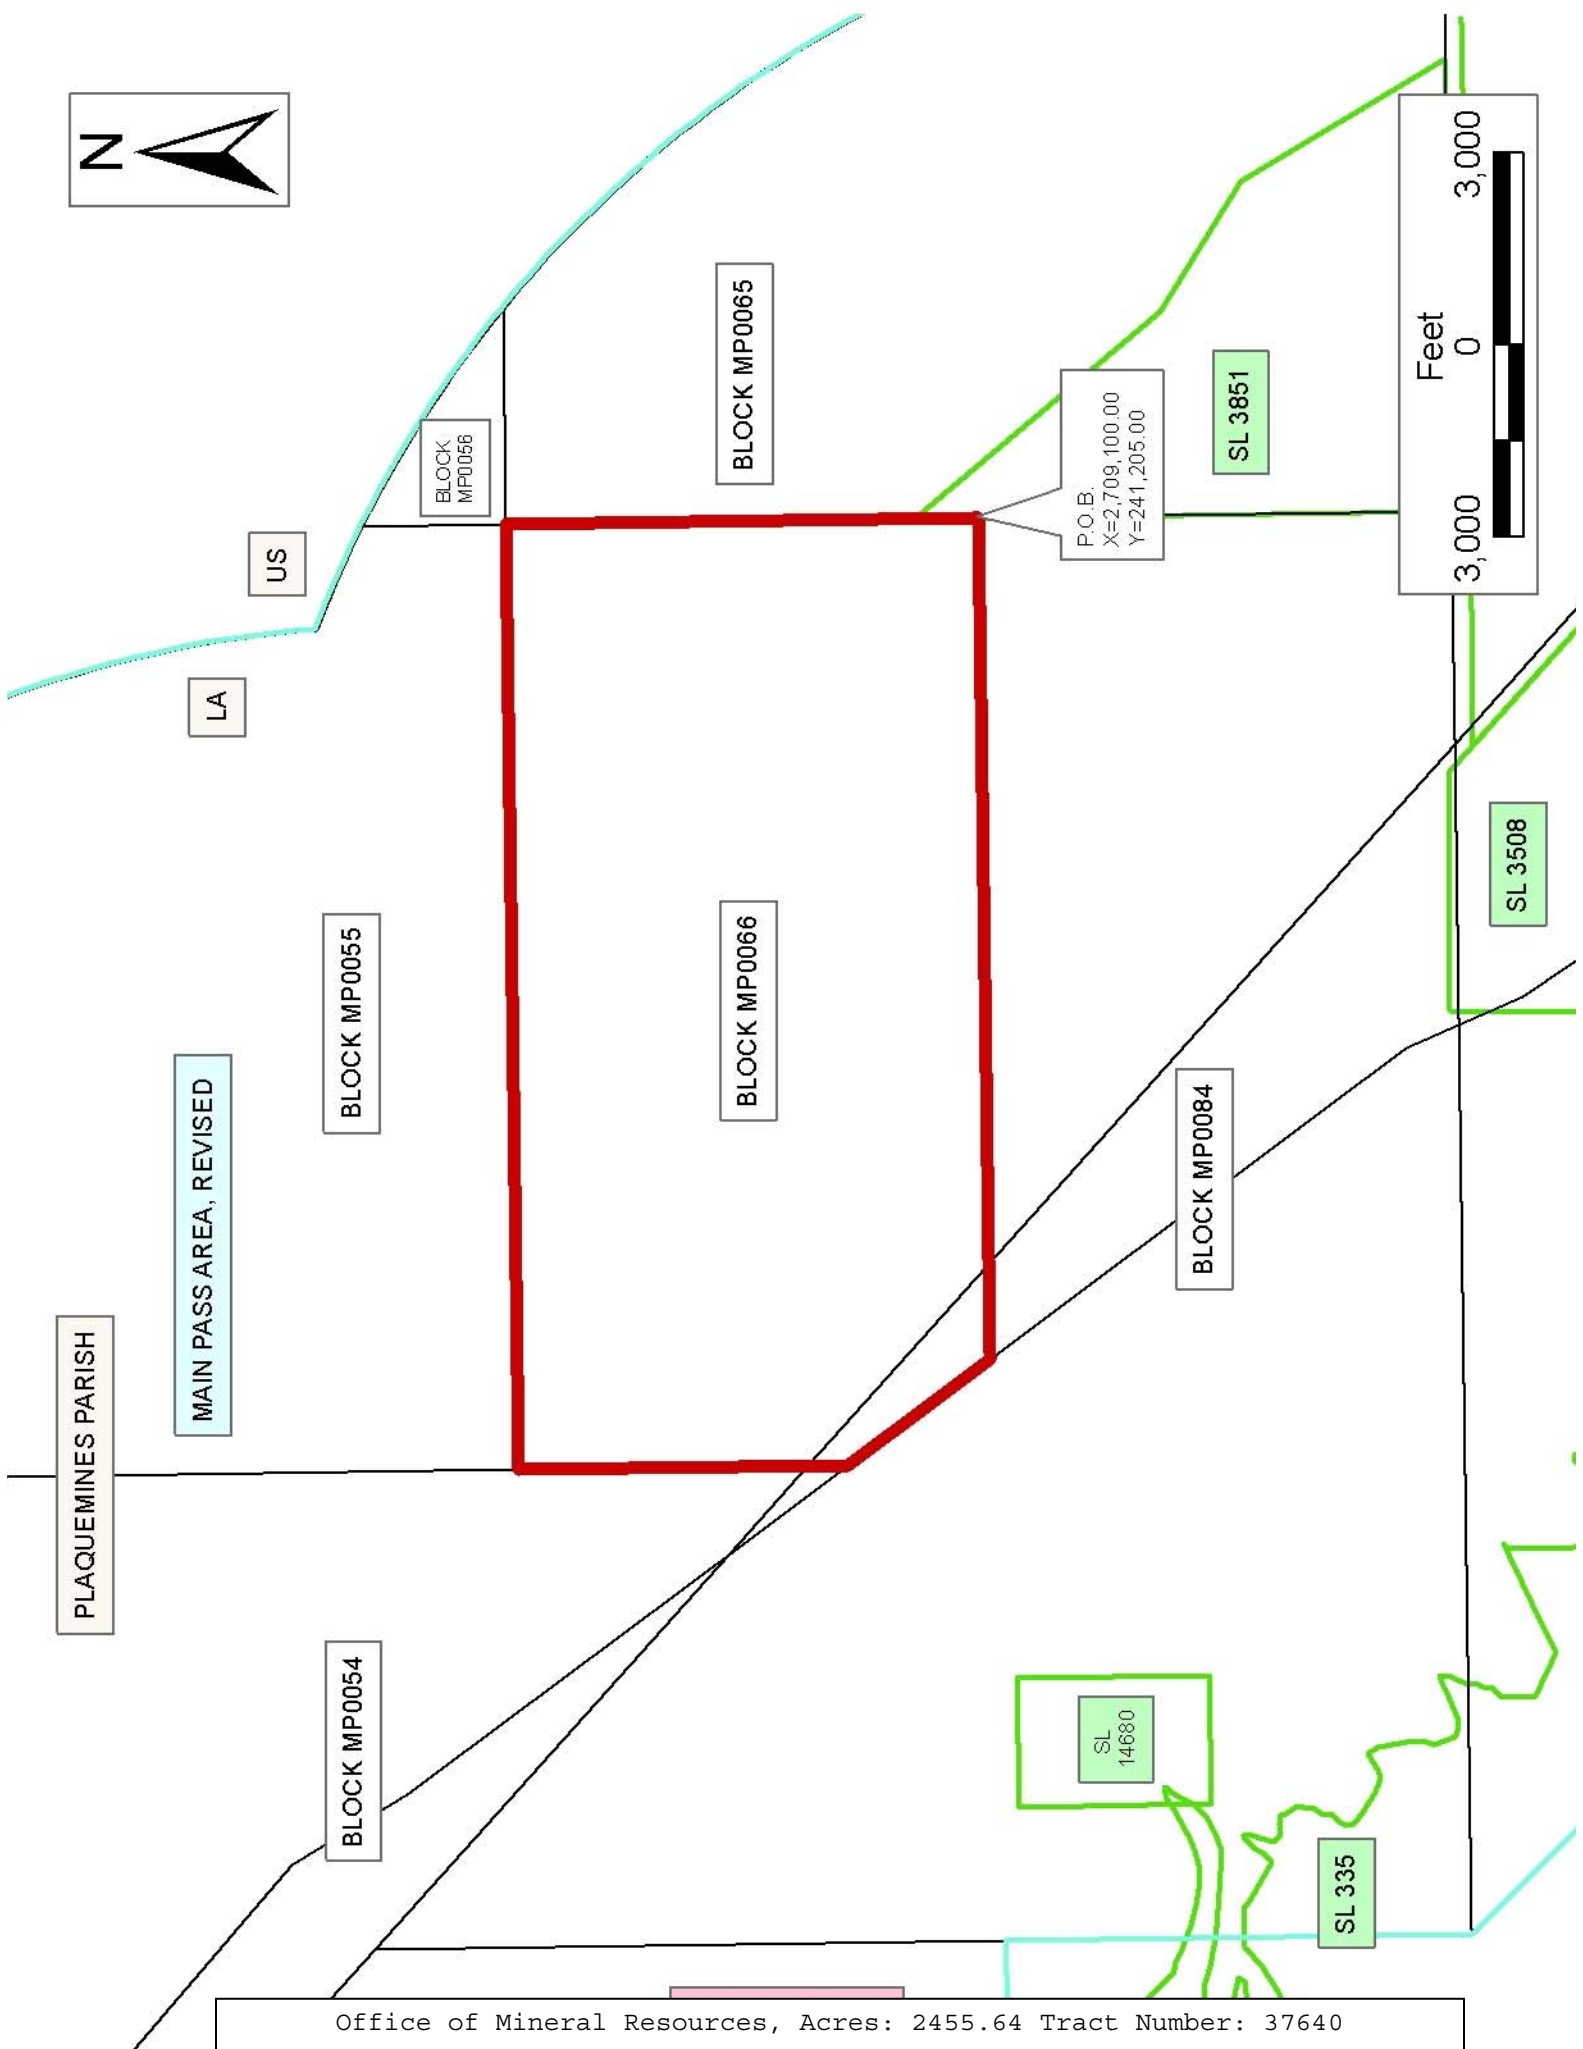 N
PLAQUEMINES PARISH
MAIN PASS AREA, REVISED
LA
US
BLOCK MP0054
BLOCK MP0055
BLOCK
MP0056
BLOCK MP0065
BLOCK MP0066
P.O.B.
X=2,709,100.00
Y=241,205.00
BLOCK MP0084
SL 3851
SL 3508
SL
14680
SL 335
Feet
3,000 0 3,000
Office of Mineral Resources, Acres: 2455.64 Tract Number: 37640